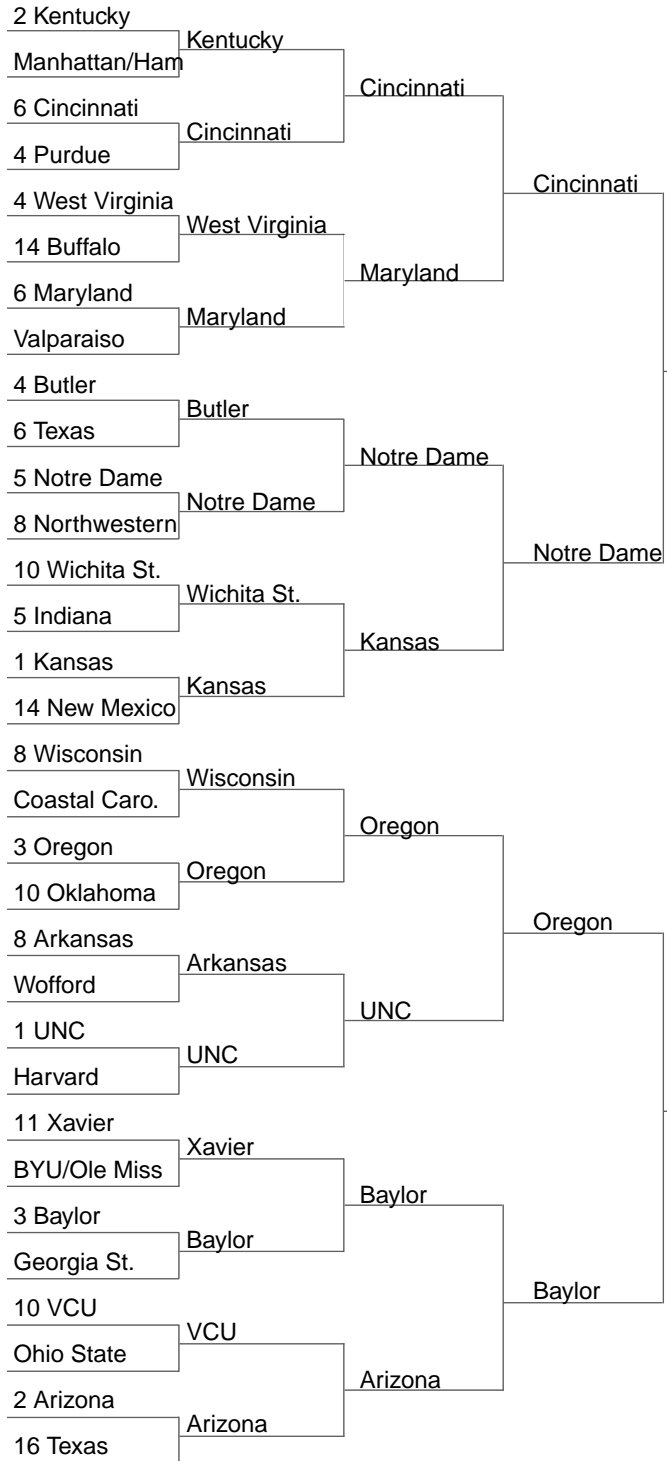 2 Kentucky
Manhattan/Ham
6 Cincinnati
4 Purdue
4 West Virginia
14 Buffalo
6 Maryland
Valparaiso
4 Butler
6 Texas
5 Notre Dame
8 Northwestern
10 Wichita St.
5 Indiana
1 Kansas
14 New Mexico
8 Wisconsin
Coastal Caro.
3 Oregon
10 Oklahoma
8 Arkansas
Wofford
1 UNC
Harvard
11 Xavier
BYU/Ole Miss
3 Baylor
Georgia St.
10 VCU
Ohio State
2 Arizona
16 Texas
Kentucky
Cincinnati
West Virginia
Maryland
Butler
Notre Dame
Wichita St.
Kansas
Wisconsin
Oregon
Arkansas
UNC
Xavier
Baylor
VCU
Arizona
Cincinnati
Maryland
Notre Dame
Kansas
Oregon
UNC
Baylor
Arizona
Cincinnati
Notre Dame
Oregon
Baylor